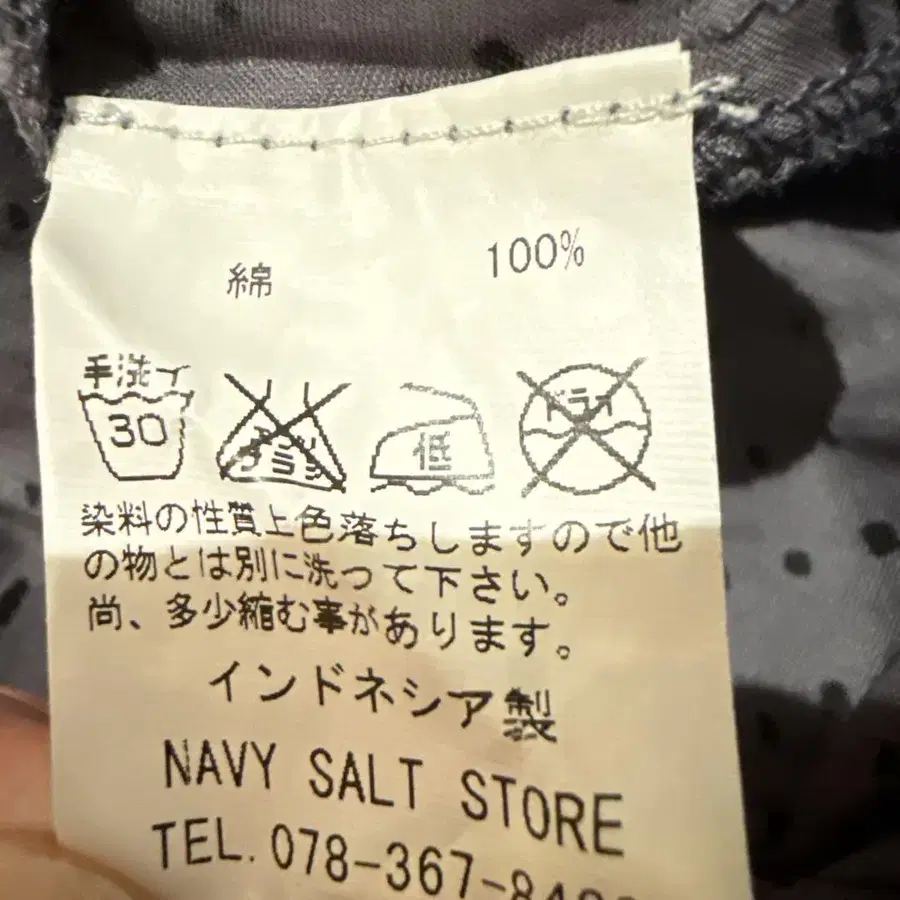 綿 100%
手洗イ
30
低
ドライ
染料の性質上色落ちしますので他
の物とは別に洗って下さい。
尚、多少縮む事があります。
インドネシア製
NAVY SALT STORE
TEL. 078-367-